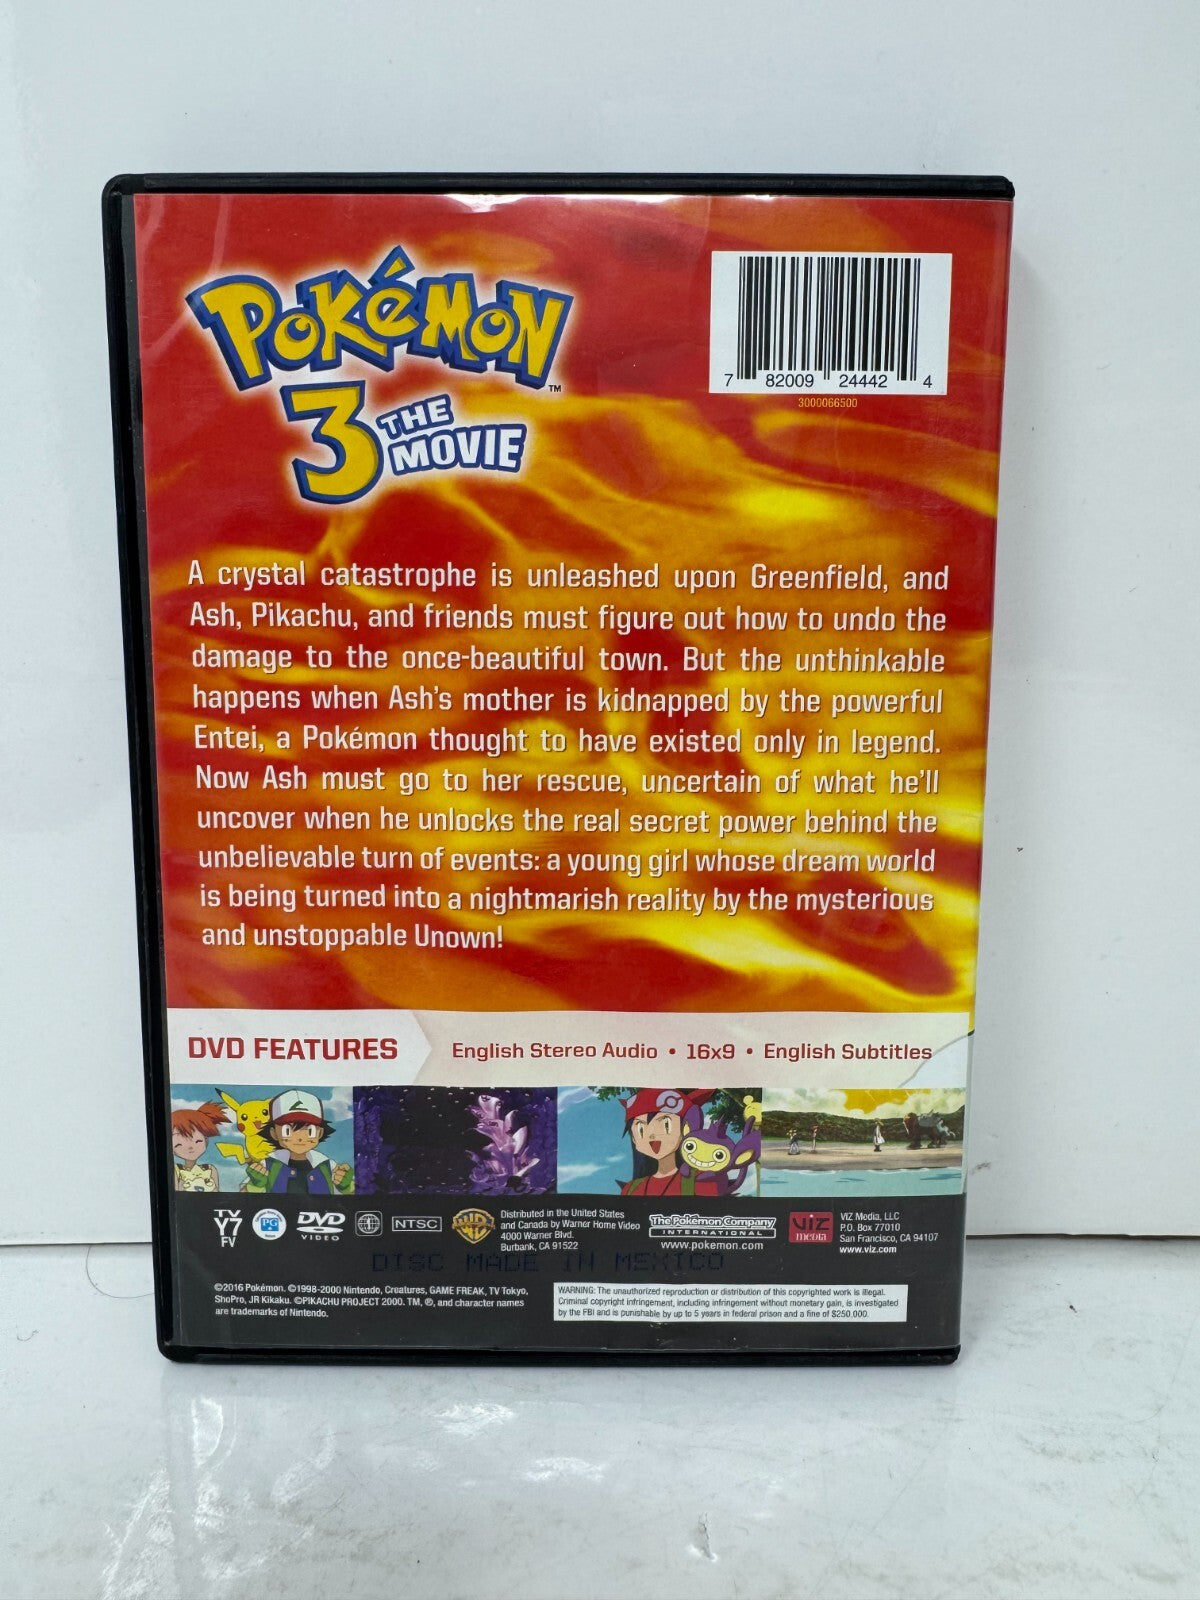 Pokémon™
3 THE
MOVIE
7 82009 24442 4
3000066500
A crystal catastrophe is unleashed upon Greenfield, and
Ash, Pikachu, and friends must figure out how to undo the
damage to the once-beautiful town. But the unthinkable
happens when Ash's mother is kidnapped by the powerful
Entei, a Pokémon thought to have existed only in legend.
Now Ash must go to her rescue, uncertain of what he'll
uncover when he unlocks the real secret power behind the
unbelievable turn of events: a young girl whose dream world
is being turned into a nightmarish reality by the mysterious
and unstoppable Unown!
DVD FEATURES
English Stereo Audio • 16x9 • English Subtitles
TV
Y7
FV
PG
DVD
VIDEO
NTSC
Distributed in the United States
and Canada by Warner Home Video
4000 Warner Blvd.
Burbank, CA 91522
The Pokémon Company
INTERNATIONAL
www.pokemon.com
VIZ
media
VIZ Media, LLC
P.O. Box 77010
San Francisco, CA 94107
www.viz.com
DISC MADE IN MEXICO
©2016 Pokémon. ©1998-2000 Nintendo, Creatures, GAME FREAK, TV Tokyo,
ShoPro, JR Kikaku. ©PIKACHU PROJECT 2000. TM, ®, and character names
are trademarks of Nintendo.
WARNING: The unauthorized reproduction or distribution of this copyrighted work is illegal.
Criminal copyright infringement, including infringement without monetary gain, is investigated
by the FBI and is punishable by up to 5 years in federal prison and a fine of $250,000.